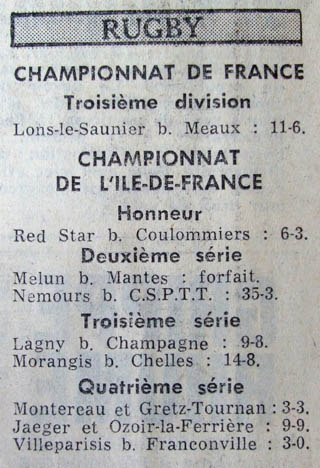 RUGBY
CHAMPIONNAT DE FRANCE
Troisième division
Lons-le-Saunier b. Meaux : 11-6.
CHAMPIONNAT
DE L'ILE-DE-FRANCE
Honneur
Red Star b. Coulommiers : 6-3.
Deuxième série
Melun b. Mantes : forfait.
Nemours b. C.S.P.T.T. : 35-3.
Troisième série
Lagny b. Champagne : 9-8.
Morangis b. Chelles : 14-8.
Quatrième série
Montereau et Gretz-Tournan : 3-3.
Jaeger et Ozoir-la-Ferrière : 9-9.
Villeparisis b. Franconville : 3-0.